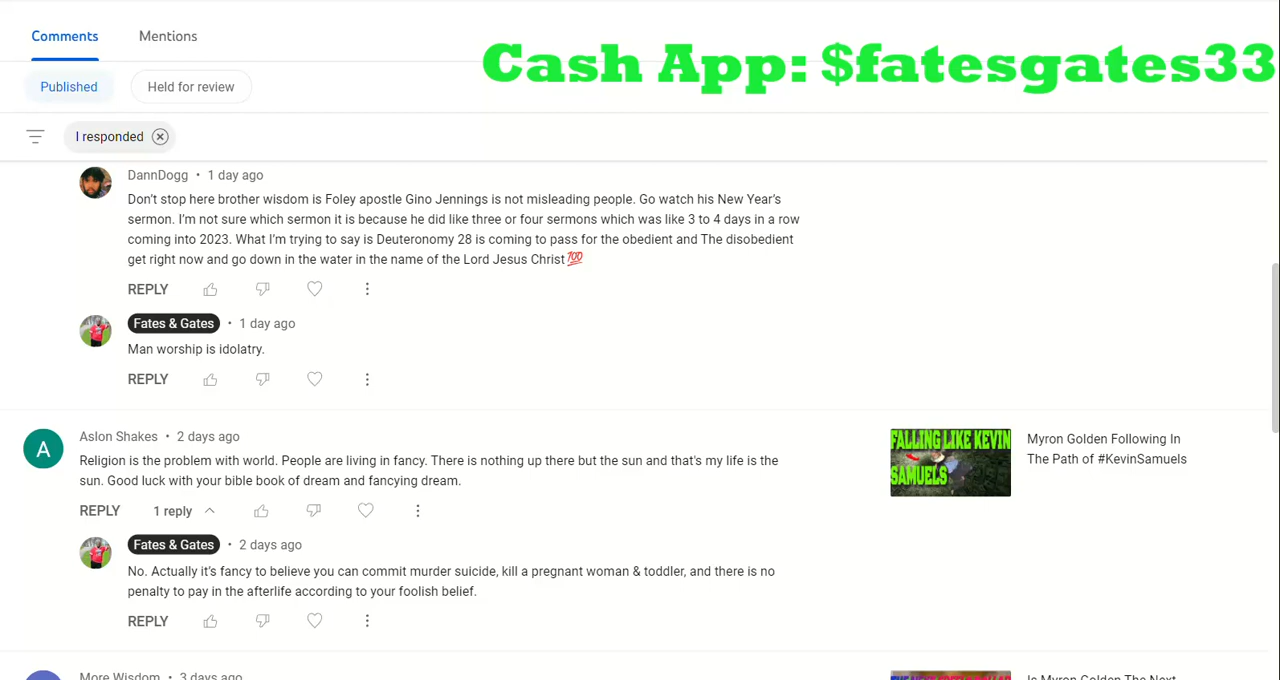 Comments Mentions
Cash App: $fatesgates33
Published Held for review
I responded
DannDogg • 1 day ago
Don’t stop here brother wisdom is Foley apostle Gino Jennings is not misleading people. Go watch his New Year’s
sermon. I’m not sure which sermon it is because he did like three or four sermons which was like 3 to 4 days in a row
coming into 2023. What I’m trying to say is Deuteronomy 28 is coming to pass for the obedient and The disobedient
get right now and go down in the water in the name of the Lord Jesus Christ💯
REPLY
Fates & Gates • 1 day ago
Man worship is idolatry.
REPLY
A
Aslon Shakes • 2 days ago
Religion is the problem with world. People are living in fancy. There is nothing up there but the sun and that's my life is the
sun. Good luck with your bible book of dream and fancying dream.
REPLY 1 reply
FALLING LIKE KEVIN
SAMUELS
Myron Golden Following In
The Path of #KevinSamuels
Fates & Gates • 2 days ago
No. Actually it's fancy to believe you can commit murder suicide, kill a pregnant woman & toddler, and there is no
penalty to pay in the afterlife according to your foolish belief.
REPLY
More Wisdom • 3 days ago
Is Myron Golden The Next